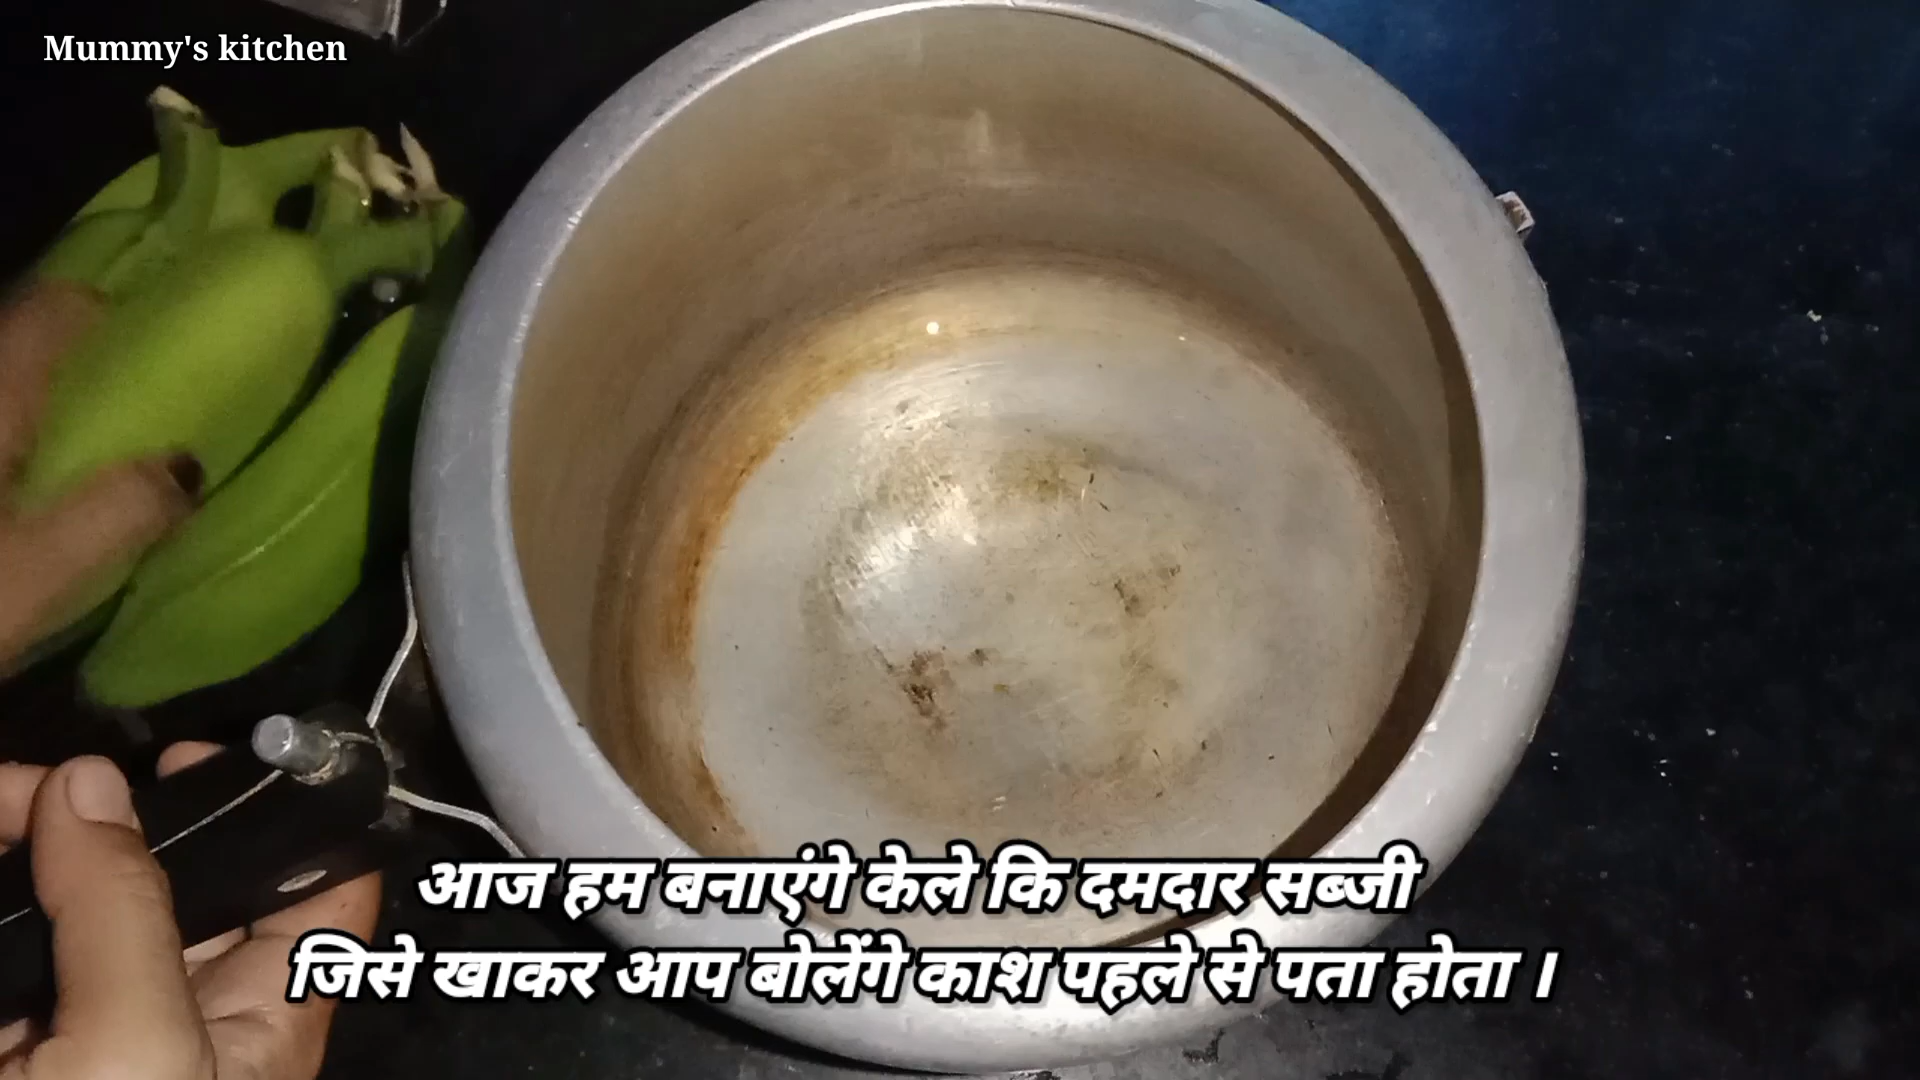 Mummy's kitchen
आज हम बनाएंगे केले कि दमदार सब्जी
जिसे खाकर आप बोलेंगे काश पहले से पता होता ।